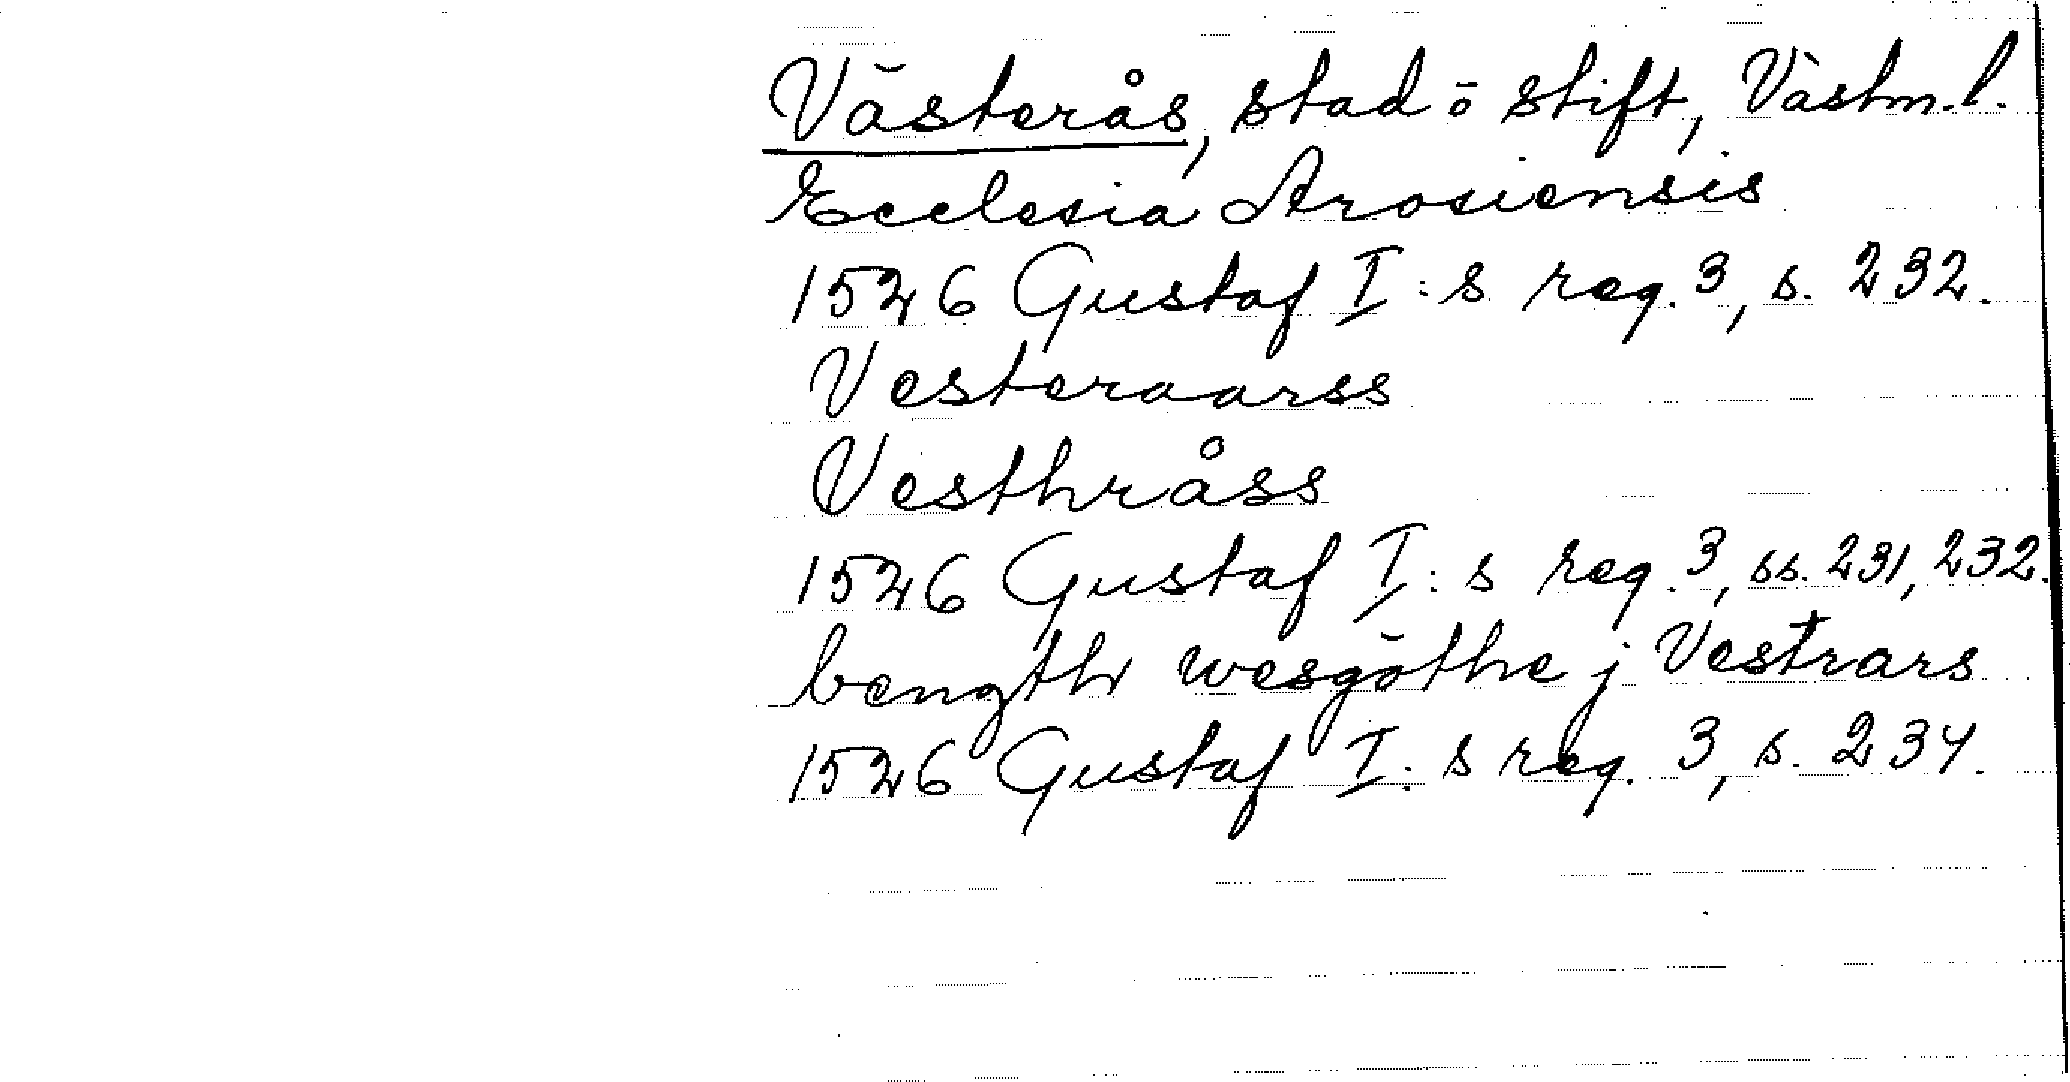 Västerås, stad ō stift, Västm.l.
Ecclesia Arosiensis
1526 Gustaf I:s reg. 3, s. 232.
Vesteraarss
Vesthråss
1526 Gustaf I:s reg. 3, ss. 231, 232.
bength wesgōthe j Vestrars
1526 Gustaf I:s reg. 3, s. 234.